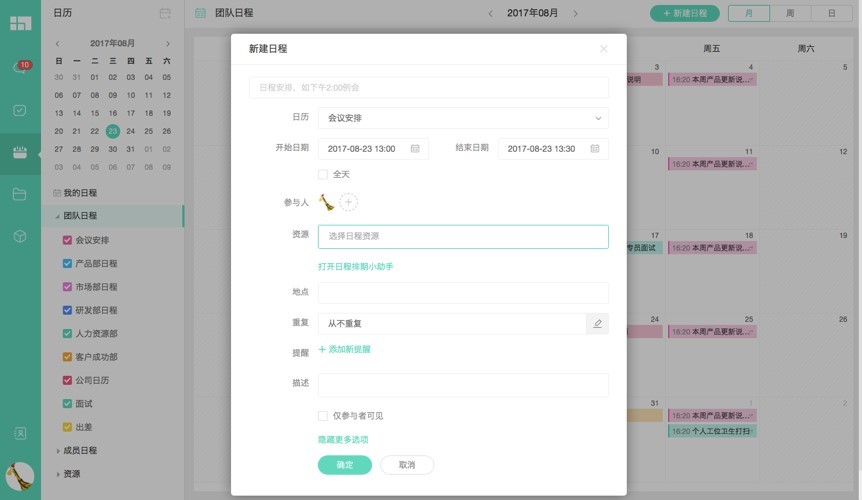 日历
团队日程
2017年08月
新建日程
月
周
日
10
2017年08月
日 一 二 三 四 五 六
30 31 01 02 03 04 05
06 07 08 09 10 11 12
13 14 15 16 17 18 19
20 21 22 23 24 25 26
27 28 29 30 31 01 02
03 04 05 06 07 08 09
我的日程
团队日程
会议安排
产品部日程
市场部日程
研发部日程
人力资源部
客户成功部
公司日历
面试
出差
成员日程
资源
新建日程
日程安排，如下午2:00例会
日历
会议安排
开始日期
2017-08-23 13:00
结束日期
2017-08-23 13:30
全天
参与人
资源
选择日程资源
打开日程排期小助手
地点
重复
从不重复
提醒
+ 添加新提醒
描述
仅参与者可见
隐藏更多选项
确定
取消
周五
周六
3
4
5
说明
16:20 本周产品更新说...
10
11
12
16:20 本周产品更新说...
17
18
19
专员面试
16:20 本周产品更新说...
24
25
26
16:20 本周产品更新说...
31
1
2
16:20 本周产品更新说...
16:20 个人工位卫生打扫